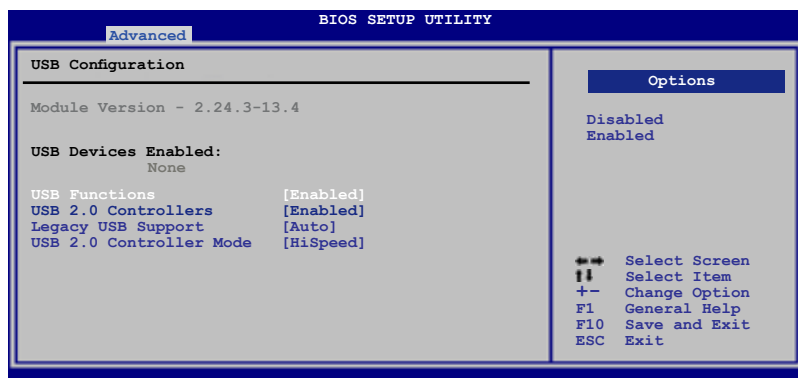 BIOS SETUP UTILITY
Advanced
USB Configuration
Module Version - 2.24.3-13.4
USB Devices Enabled:
None
USB Functions [Enabled]
USB 2.0 Controllers [Enabled]
Legacy USB Support [Auto]
USB 2.0 Controller Mode [HiSpeed]
Options
Disabled
Enabled
←→ Select Screen
↑↓ Select Item
+- Change Option
F1 General Help
F10 Save and Exit
ESC Exit